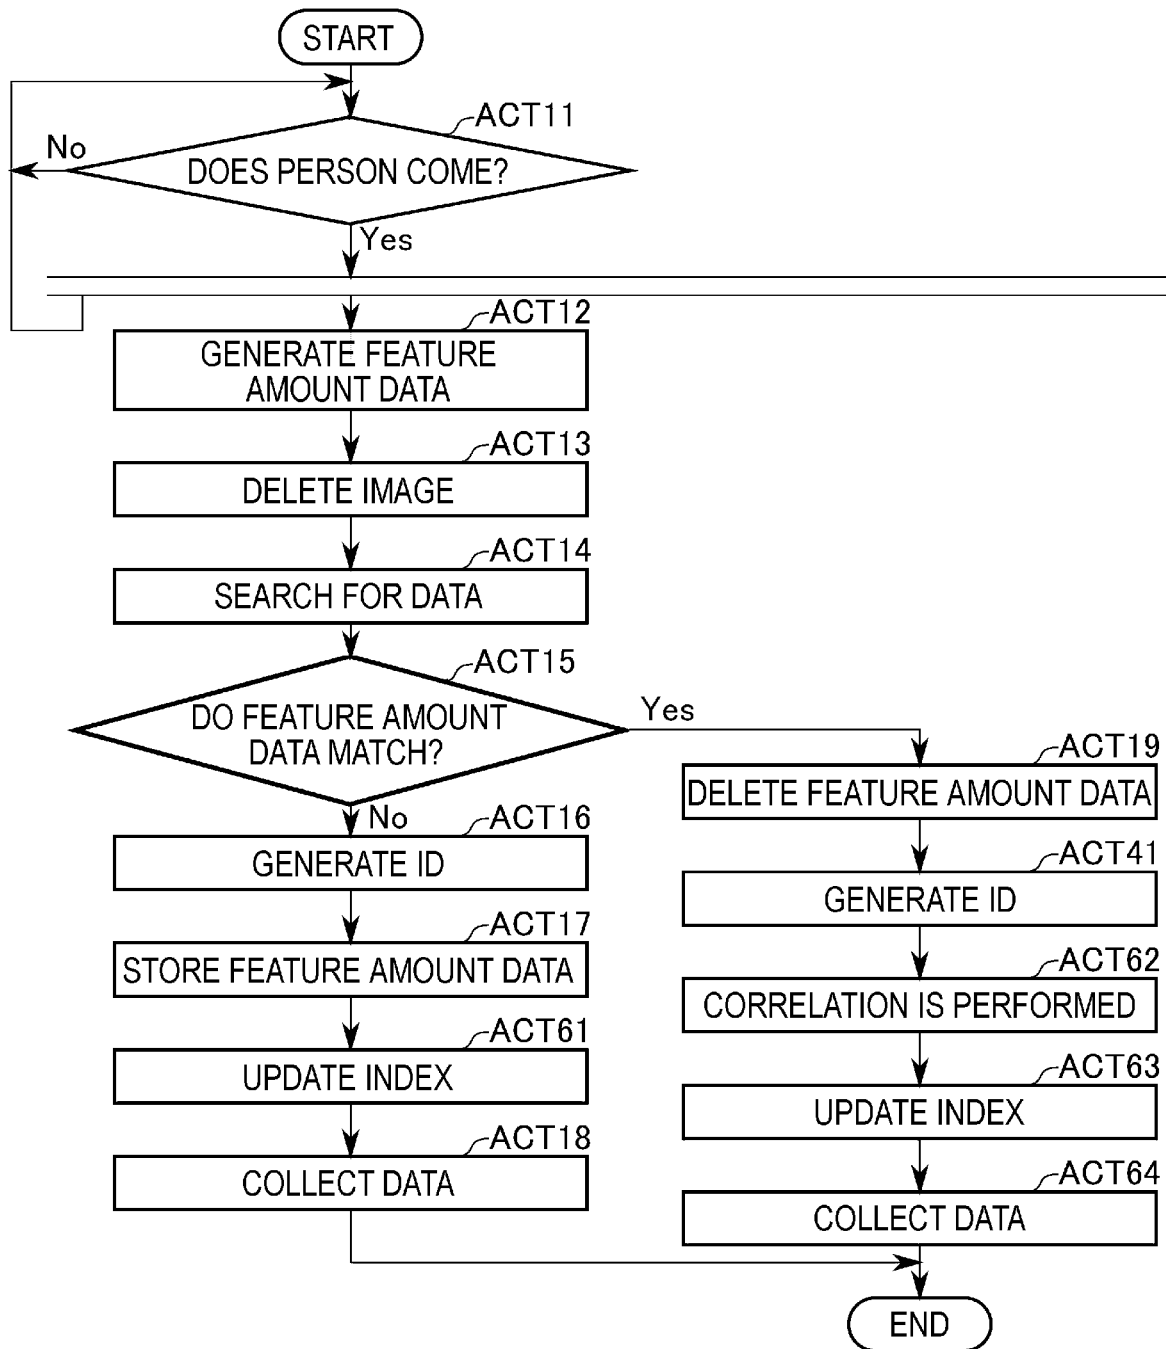 START
ACT11
No
DOES PERSON COME?
Yes
ACT12
GENERATE FEATURE
AMOUNT DATA
ACT13
DELETE IMAGE
ACT14
SEARCH FOR DATA
ACT15
DO FEATURE AMOUNT
DATA MATCH?
Yes
No
ACT16
GENERATE ID
ACT17
STORE FEATURE AMOUNT DATA
ACT61
UPDATE INDEX
ACT18
COLLECT DATA
ACT19
DELETE FEATURE AMOUNT DATA
ACT41
GENERATE ID
ACT62
CORRELATION IS PERFORMED
ACT63
UPDATE INDEX
ACT64
COLLECT DATA
END